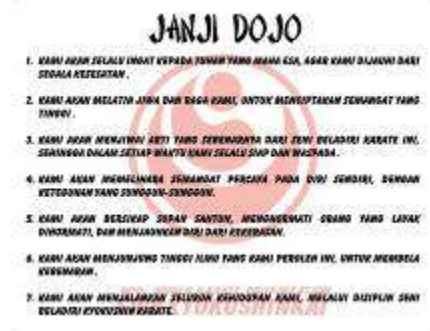 JANJI DOJO
1. KAMI AKAN SELALU INGAT KEPADA TUHAN YANG MAHA ESA, AGAR KAMI DIJAUHI DARI
SEGALA KESESATAN.
2. KAMI AKAN MELATIH JIWA DAN RAGA KAMI, UNTUK MENCIPTAKAN SEMANGAT YANG
TINGGI.
3. KAMI AKAN MENJIWAI ARTI YANG SEBENARNYA DARI SENI BELADIRI KARATE INI,
SEHINGGA DALAM SETIAP WAKTU KAMI SELALU SIAP DAN WASPADA.
4. KAMI AKAN MEMELIHARA SEMANGAT PERCAYA PADA DIRI SENDIRI, DENGAN
KETEGUHAN YANG SUNGGUH-SUNGGUH.
5. KAMI AKAN BERSIKAP SOPAN SANTUN, MENGHORMATI ORANG YANG LAYAK
DIHORMATI, DAN MENJAUHKAN DIRI DARI KEKERASAN.
6. KAMI AKAN MENJUNJUNG TINGGI ILMU YANG KAMI PEROLEH INI, UNTUK MEMBELA
KEBENARAN.
7. KAMI AKAN MENJALANKAN SELURUH KEHIDUPAN KAMI, MELALUI DISIPLIN SENI
BELADIRI KYOKUSHIN KARATE.
KYOKUSHINKAI